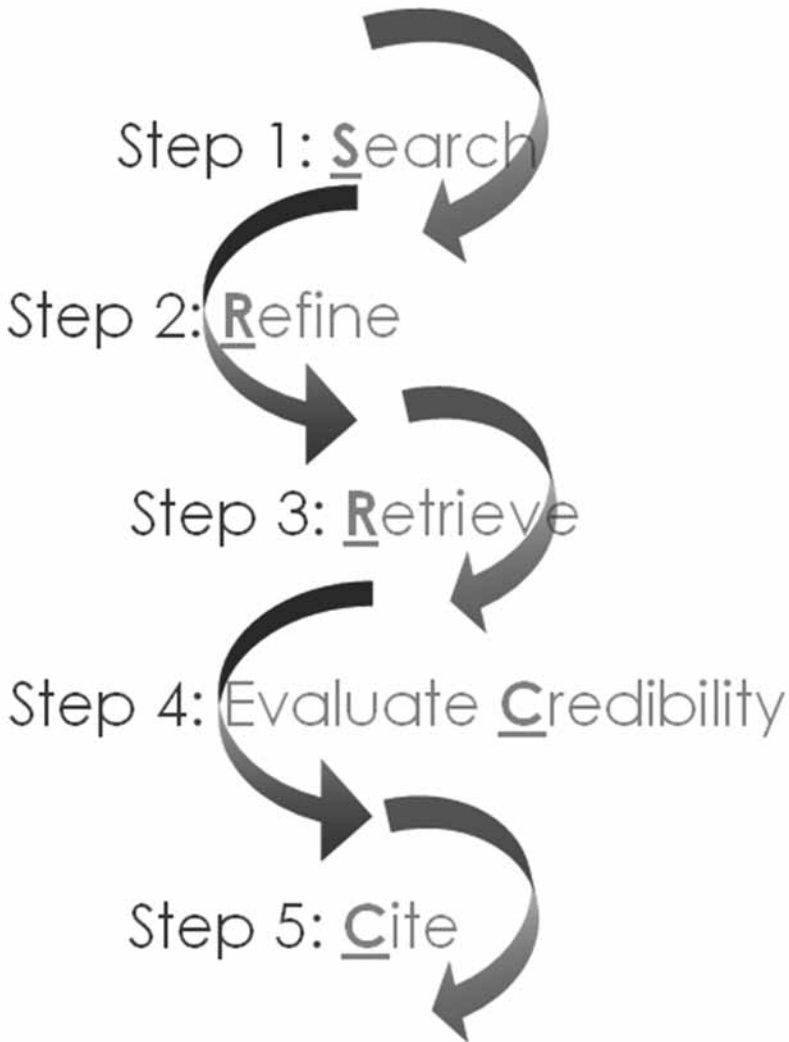 Step 1: Search
Step 2: Refine
Step 3: Retrieve
Step 4: Evaluate Credibility
Step 5: Cite